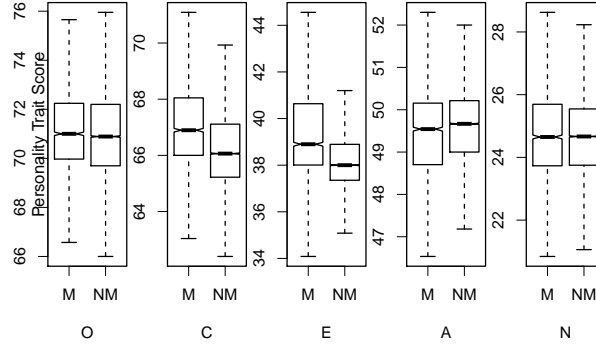 Personality Trait Score
66 68 70 71 72 74 76
M NM
O
64 66 68 70
M NM
C
34 36 38 40 42 44
M NM
E
47 48 49 50 51 52
M NM
A
22 24 26 28
M NM
N